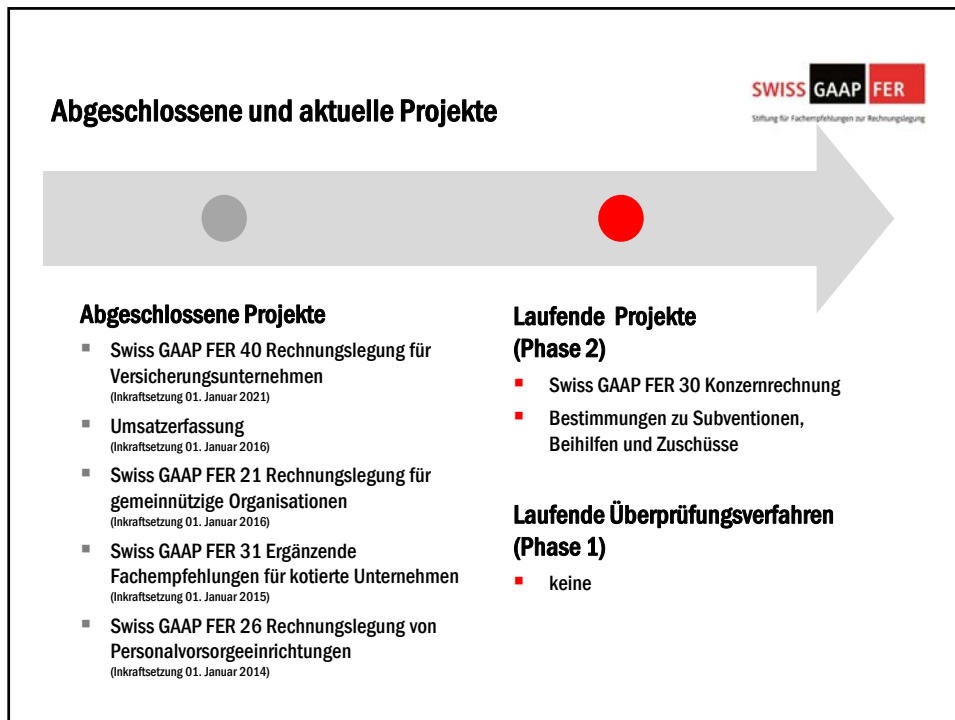 SWISS GAAP FER
Stiftung für Fachempfehlungen zur Rechnungslegung
Abgeschlossene und aktuelle Projekte
Abgeschlossene Projekte
Swiss GAAP FER 40 Rechnungslegung für
Versicherungsunternehmen
(Inkraftsetzung 01. Januar 2021)
Umsatzerfassung
(Inkraftsetzung 01. Januar 2016)
Swiss GAAP FER 21 Rechnungslegung für
gemeinnützige Organisationen
(Inkraftsetzung 01. Januar 2016)
Swiss GAAP FER 31 Ergänzende
Fachempfehlungen für kotierte Unternehmen
(Inkraftsetzung 01. Januar 2015)
Swiss GAAP FER 26 Rechnungslegung von
Personalvorsorgeeinrichtungen
(Inkraftsetzung 01. Januar 2014)
Laufende Projekte
(Phase 2)
Swiss GAAP FER 30 Konzernrechnung
Bestimmungen zu Subventionen,
Beihilfen und Zuschüsse
Laufende Überprüfungsverfahren
(Phase 1)
keine